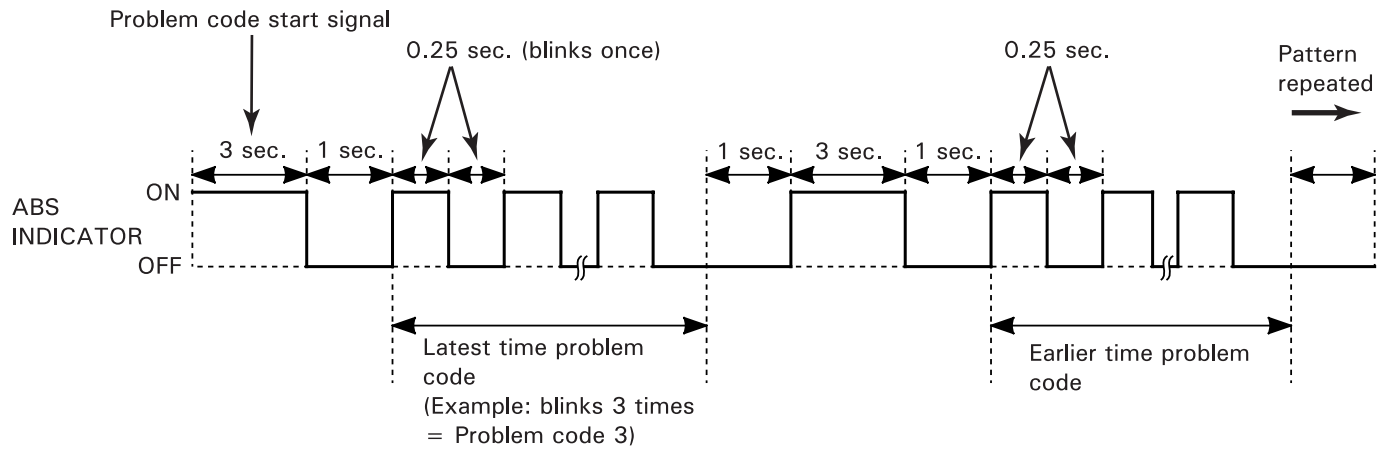 Problem code start signal
0.25 sec. (blinks once)
0.25 sec.
Pattern
repeated
3 sec.
1 sec.
1 sec.
3 sec.
1 sec.
ON
ABS
INDICATOR
OFF
Latest time problem
code
(Example: blinks 3 times
= Problem code 3)
Earlier time problem
code